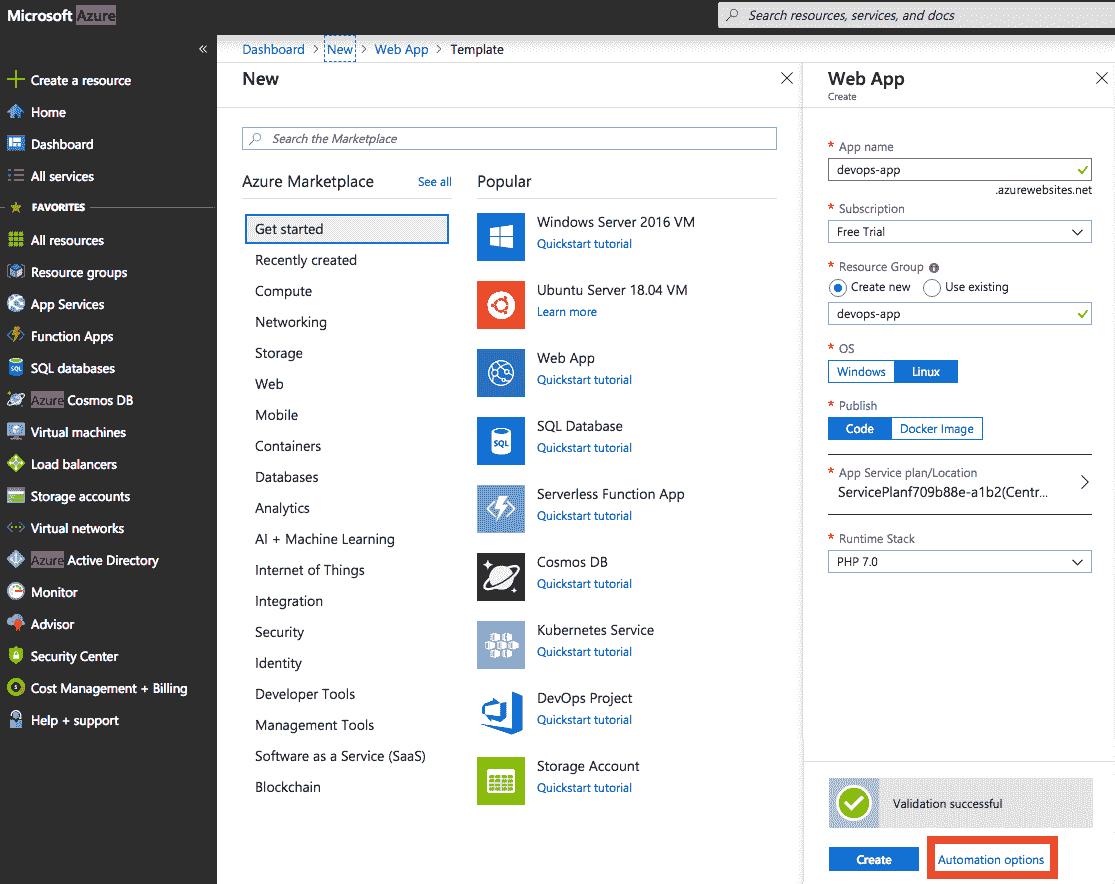 Microsoft Azure
Search resources, services, and docs
«
Dashboard > New > Web App > Template
Create a resource
Home
Dashboard
All services
FAVORITES
All resources
Resource groups
App Services
Function Apps
SQL databases
Azure Cosmos DB
Virtual machines
Load balancers
Storage accounts
Virtual networks
Azure Active Directory
Monitor
Advisor
Security Center
Cost Management + Billing
Help + support
New
Search the Marketplace
Azure Marketplace
See all
Get started
Recently created
Compute
Networking
Storage
Web
Mobile
Containers
Databases
Analytics
AI + Machine Learning
Internet of Things
Integration
Security
Identity
Developer Tools
Management Tools
Software as a Service (SaaS)
Blockchain
Popular
Windows Server 2016 VM
Quickstart tutorial
Ubuntu Server 18.04 VM
Learn more
Web App
Quickstart tutorial
SQL
SQL Database
Quickstart tutorial
Serverless Function App
Quickstart tutorial
Cosmos DB
Quickstart tutorial
Kubernetes Service
Quickstart tutorial
DevOps Project
Quickstart tutorial
Storage Account
Quickstart tutorial
Web App
Create
* App name
devops-app
.azurewebsites.net
* Subscription
Free Trial
* Resource Group
Create new Use existing
devops-app
* OS
Windows Linux
* Publish
Code Docker Image
* App Service plan/Location
ServicePlanf709b88e-a1b2(Centr...
* Runtime Stack
PHP 7.0
Validation successful
Create Automation options